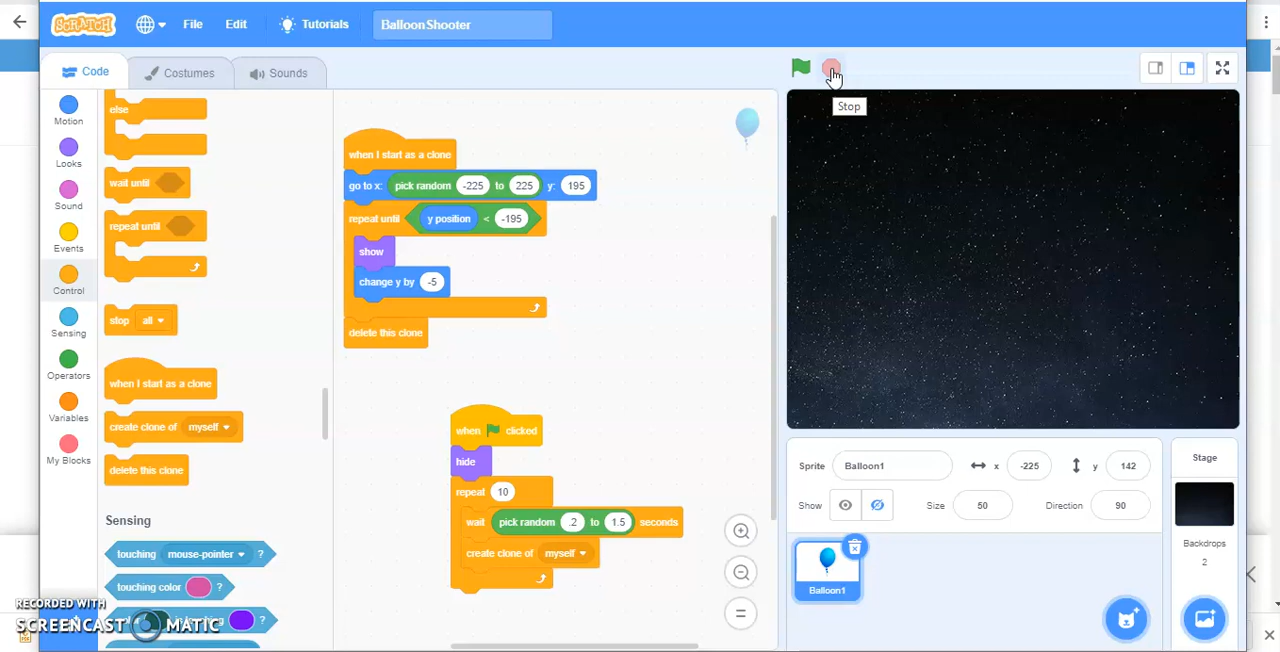 SCRATCH File Edit Tutorials BalloonShooter
Code Costumes Sounds
Stop
Motion
Looks
Sound
Events
Control
Sensing
Operators
Variables
My Blocks
else
wait until
repeat until
stop all
when I start as a clone
create clone of myself
delete this clone
Sensing
touching mouse-pointer ?
touching color ?
?
when I start as a clone
go to x: pick random -225 to 225 y: 195
repeat until y position < -195
show
change y by -5
delete this clone
when clicked
hide
repeat 10
wait pick random .2 to 1.5 seconds
create clone of myself
Sprite Balloon1 x -225 y 142
Show Size 50 Direction 90
Balloon1
Stage
Backdrops
2
RECORDED WITH
SCREENCAST MATIC